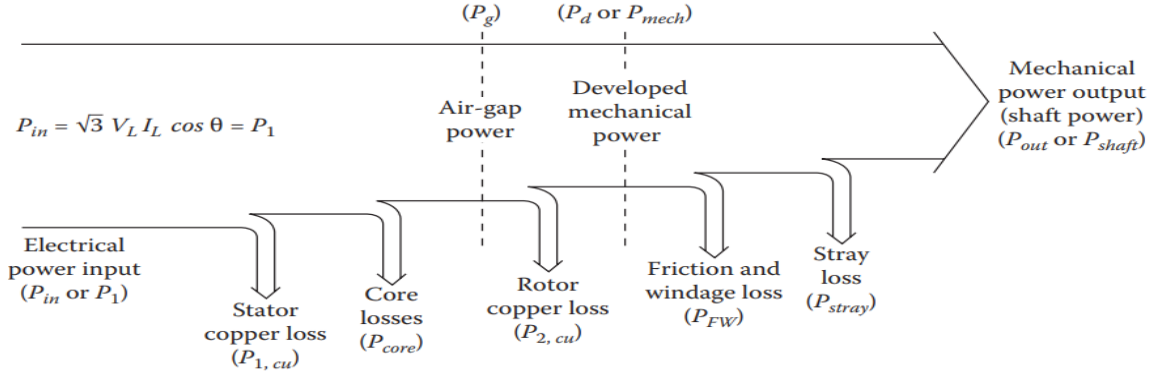 (P_g)
(P_d or P_mech)
P_in = √3 V_L I_L cos θ = P_1
Air-gap
power
Developed
mechanical
power
Mechanical
power output
(shaft power)
(P_out or P_shaft)
Electrical
power input
(P_in or P_1)
Stator
copper loss
(P_1, cu)
Core
losses
(P_core)
Rotor
copper loss
(P_2, cu)
Friction and
windage loss
(P_FW)
Stray
loss
(P_stray)